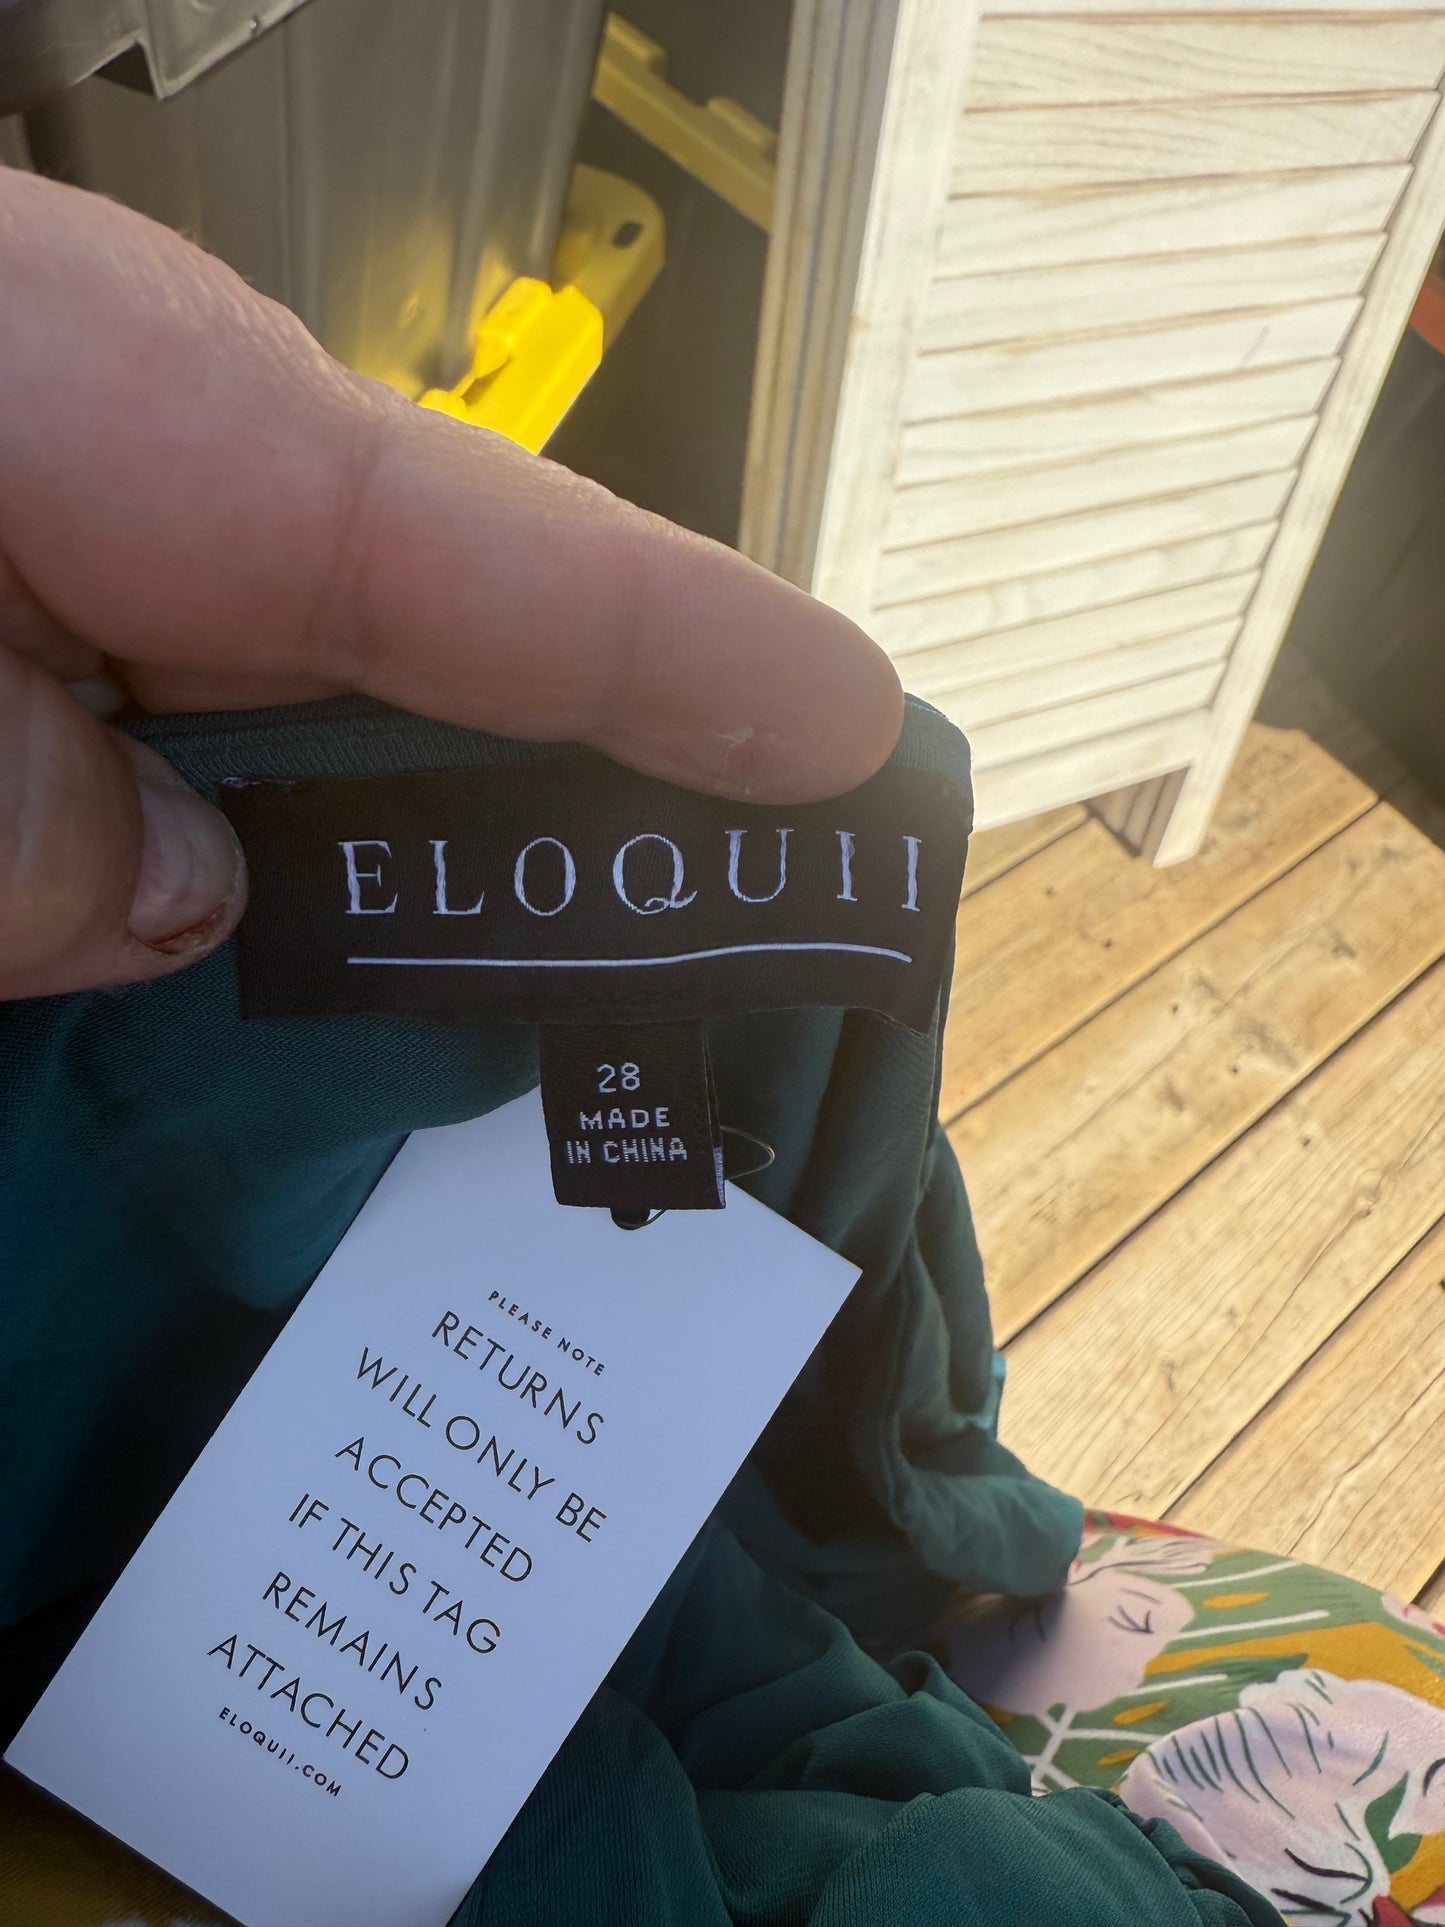 ELOQUII
28
MADE
IN CHINA
PLEASE NOTE
RETURNS
WILL ONLY BE
ACCEPTED
IF THIS TAG
REMAINS
ATTACHED
ELOQUII.COM